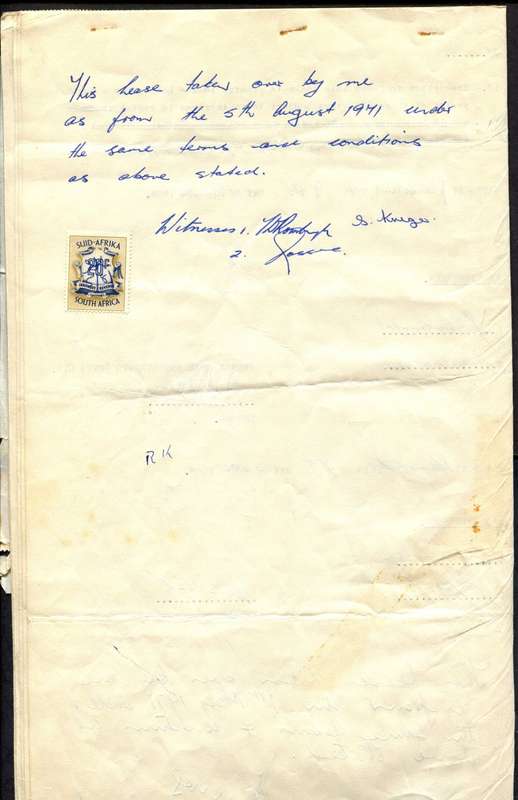 This lease taken over by me
as from the 5th August 1971 under
the same terms and conditions
as above stated.
Witnesses 1. S. Kruger.
2.
SUID-AFRIKA
SOUTH AFRICA
RK